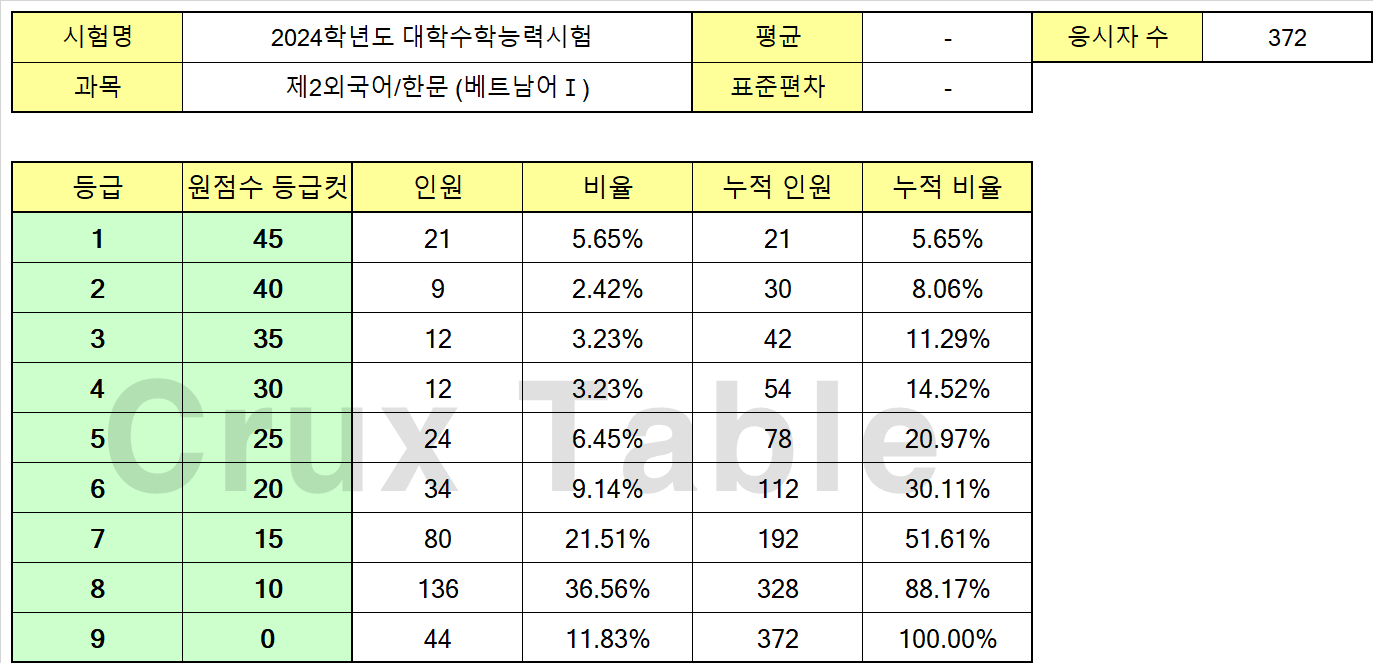 시험명 2024학년도 대학수학능력시험 평균 - 응시자 수 372
과목 제2외국어/한문 (베트남어Ⅰ) 표준편차 -
등급 원점수 등급컷 인원 비율 누적 인원 누적 비율
1 45 21 5.65% 21 5.65%
2 40 9 2.42% 30 8.06%
3 35 12 3.23% 42 11.29%
4 30 12 3.23% 54 14.52%
5 25 24 6.45% 78 20.97%
6 20 34 9.14% 112 30.11%
7 15 80 21.51% 192 51.61%
8 10 136 36.56% 328 88.17%
9 0 44 11.83% 372 100.00%
Crux Table